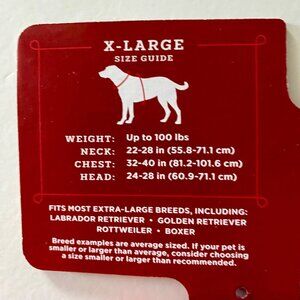 X-LARGE
SIZE GUIDE
WEIGHT: Up to 100 lbs
NECK: 22-28 in (55.8-71.1 cm)
CHEST: 32-40 in (81.2-101.6 cm)
HEAD: 24-28 in (60.9-71.1 cm)
FITS MOST EXTRA-LARGE BREEDS, INCLUDING:
LABRADOR RETRIEVER • GOLDEN RETRIEVER
ROTTWEILER • BOXER
Breed examples are average sized. If your pet is
smaller or larger than average, consider choosing
a size smaller or larger than recommended.